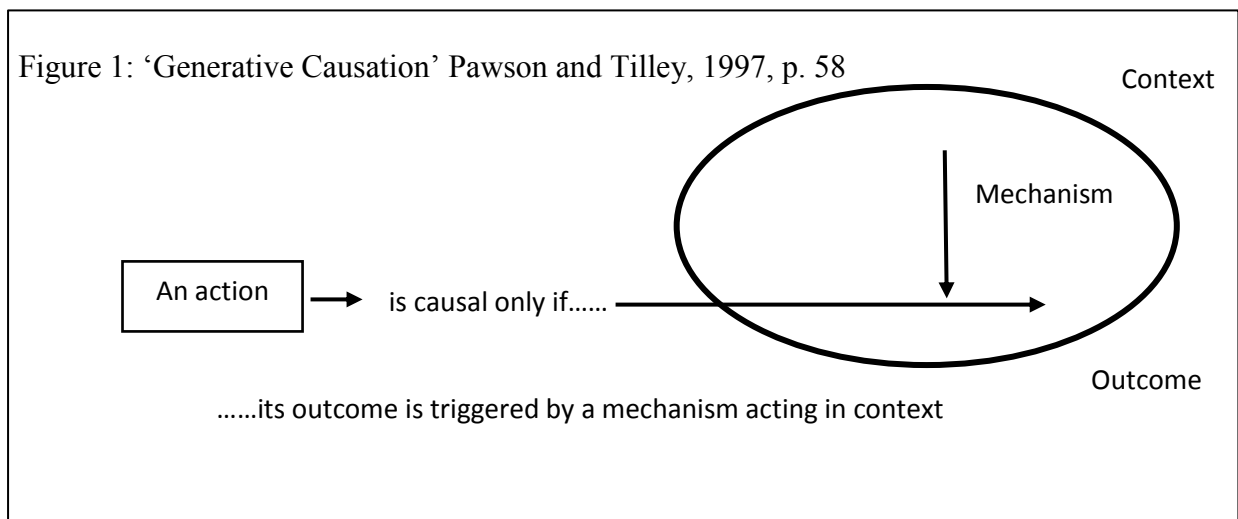 Figure 1: ‘Generative Causation’ Pawson and Tilley, 1997, p. 58
Context
Mechanism
An action
is causal only if……
Outcome
……its outcome is triggered by a mechanism acting in context